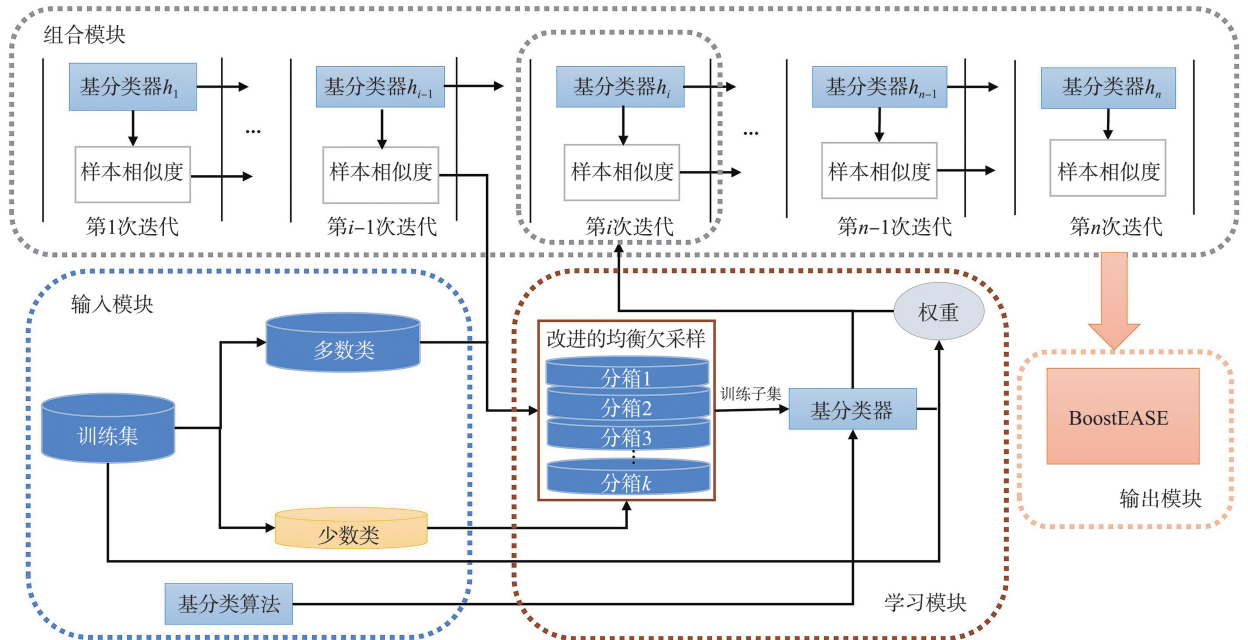 组合模块
基分类器h₁
基分类器hᵢ₋₁
基分类器hᵢ
基分类器hₙ₋₁
基分类器hₙ
...
...
样本相似度
样本相似度
样本相似度
样本相似度
样本相似度
第1次迭代
第i−1次迭代
第i次迭代
第n−1次迭代
第n次迭代
输入模块
多数类
训练集
少数类
基分类算法
改进的均衡欠采样
分箱1
分箱2
分箱3
⋮
分箱k
训练子集
基分类器
权重
学习模块
BoostEASE
输出模块